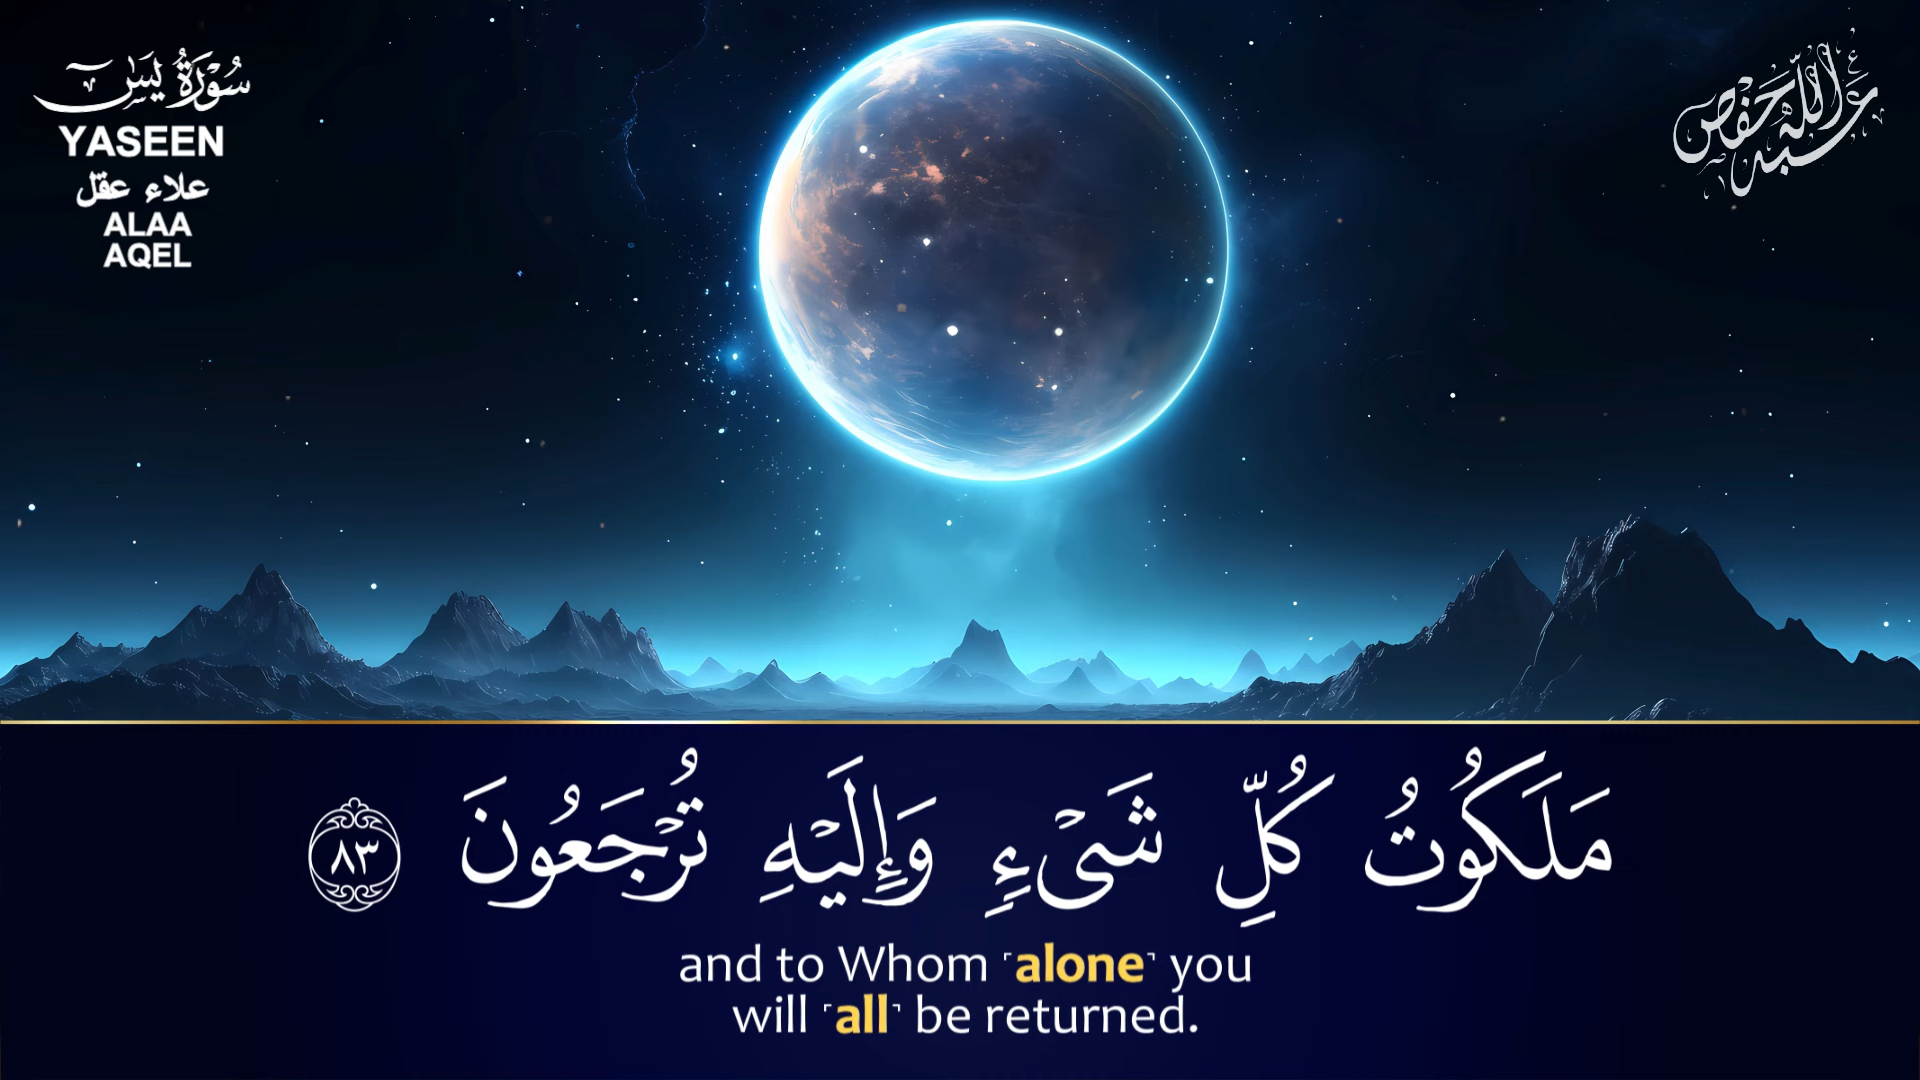 سُورَةُ يسٓ
YASEEN
علاء عقل
ALAA
AQEL
عبد الله حفص
مَلَكُوتُ كُلِّ شَىْءٍ وَإِلَيْهِ تُرْجَعُونَ ٨٣
and to Whom ⌜alone⌝ you
will ⌜all⌝ be returned.